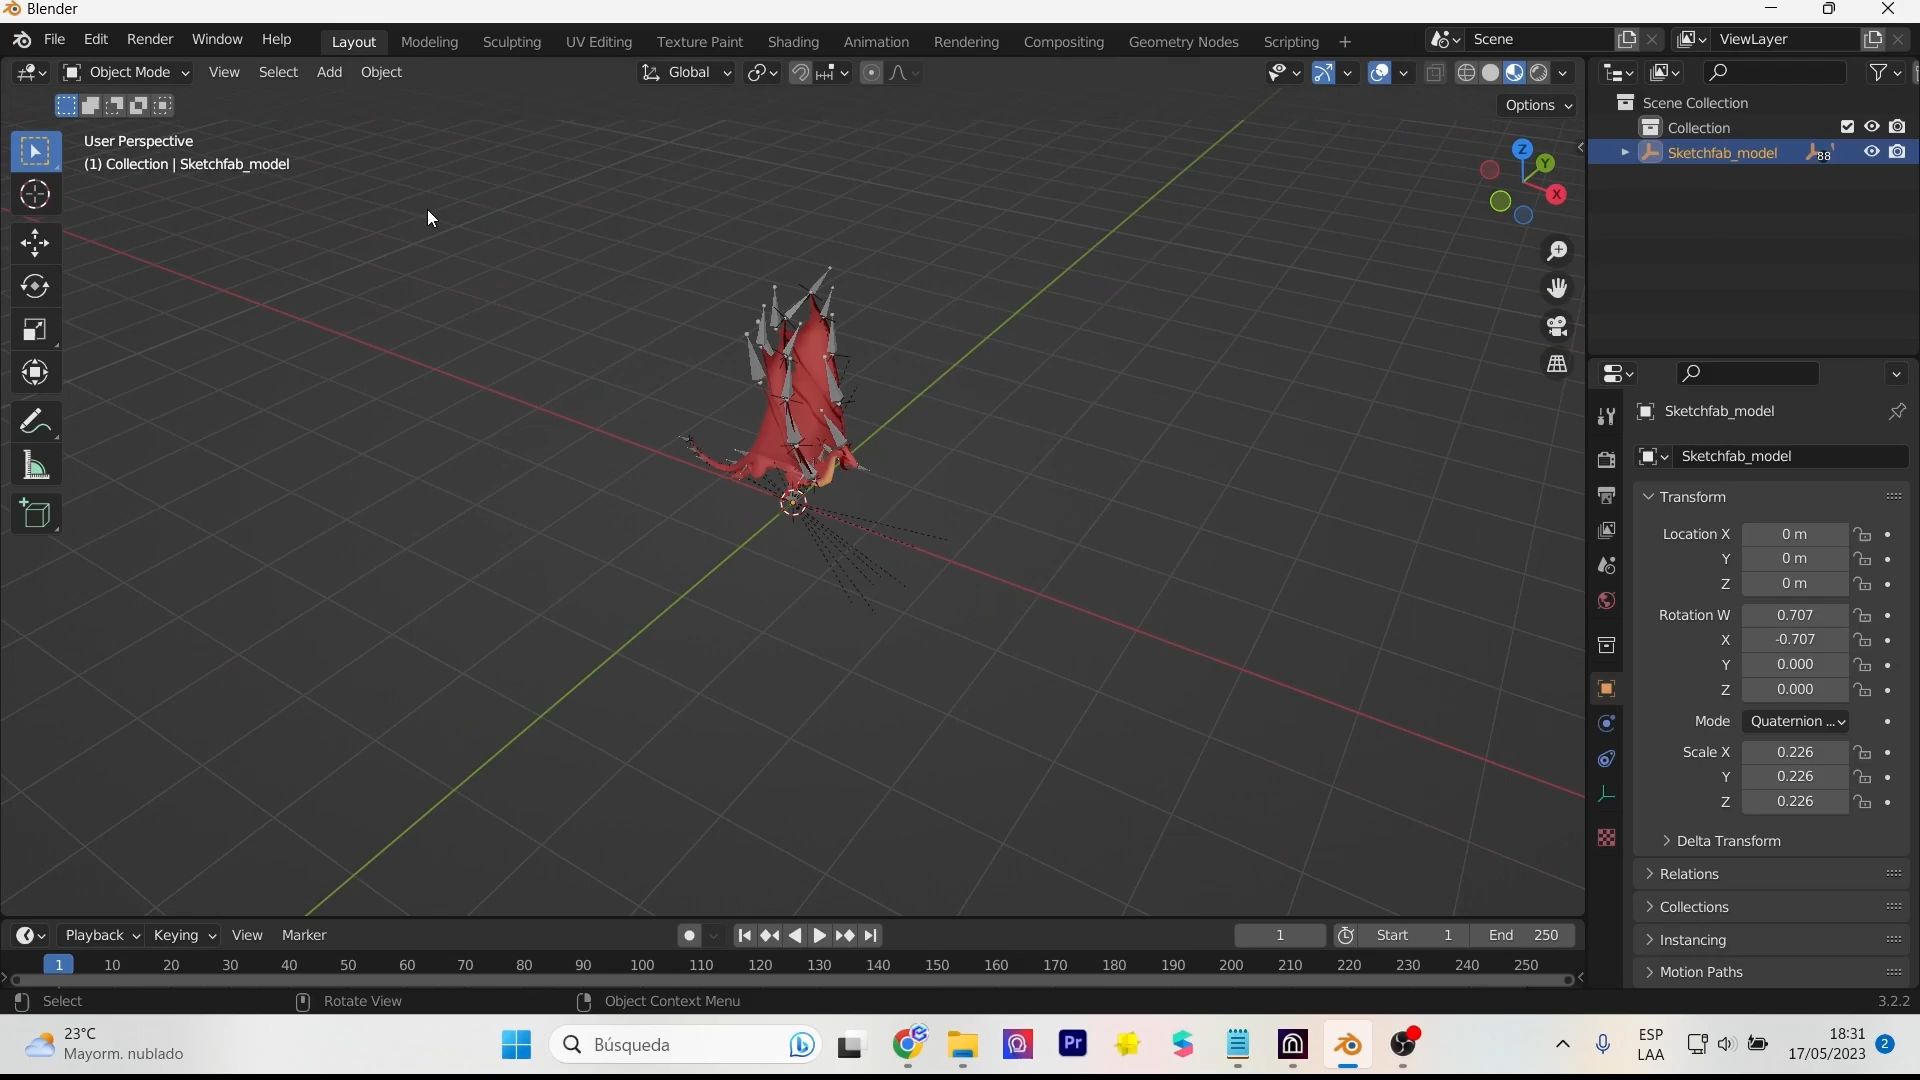 Blender
File Edit Render Window Help Layout Modeling Sculpting UV Editing Texture Paint Shading Animation Rendering Compositing Geometry Nodes Scripting + Scene ViewLayer
Object Mode View Select Add Object Global
Options
User Perspective
(1) Collection | Sketchfab_model
Z
Y
X
Scene Collection
Collection
Sketchfab_model 88
Sketchfab_model
Sketchfab_model
Transform
Location X 0 m
Y 0 m
Z 0 m
Rotation W 0.707
X -0.707
Y 0.000
Z 0.000
Mode Quaternion ...
Scale X 0.226
Y 0.226
Z 0.226
Delta Transform
Relations
Collections
Instancing
Motion Paths
Playback Keying View Marker 1 Start 1 End 250
1 10 20 30 40 50 60 70 80 90 100 110 120 130 140 150 160 170 180 190 200 210 220 230 240 250
Select Rotate View Object Context Menu 3.2.2
23°C
Mayorm. nublado
Búsqueda
Pr
ESP
LAA
18:31
17/05/2023
2